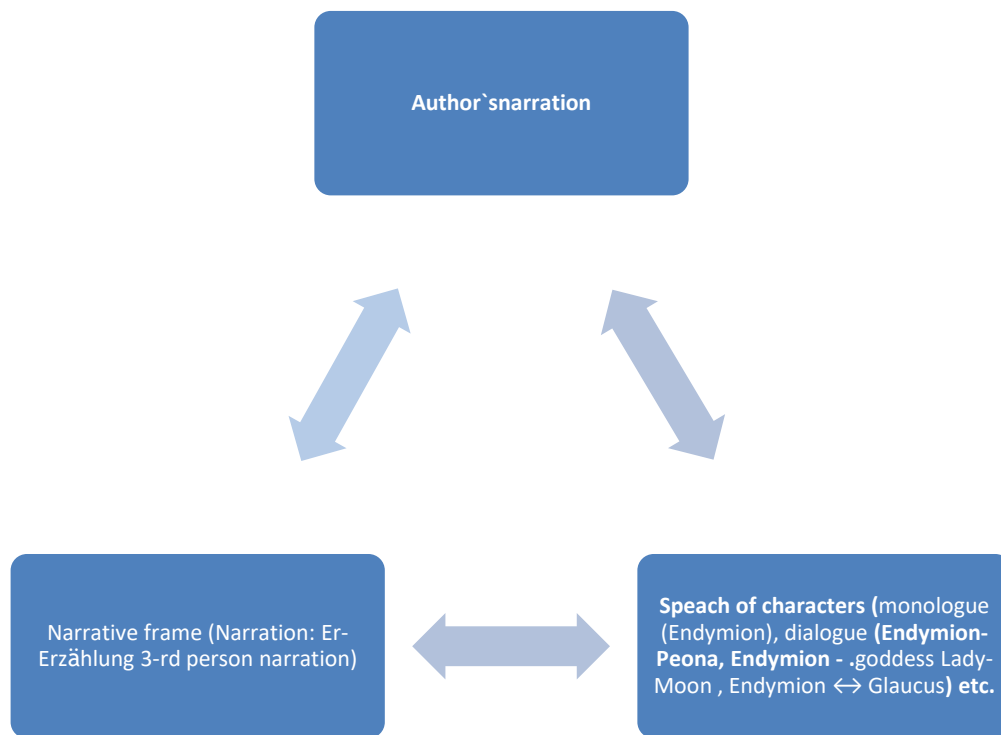 Author`snarration
Narrative frame (Narration: Er-
Erzählung 3-rd person narration)
Speach of characters (monologue
(Endymion), dialogue (Endymion-
Peona, Endymion - .goddess Lady-
Moon , Endymion ↔ Glaucus) etc.